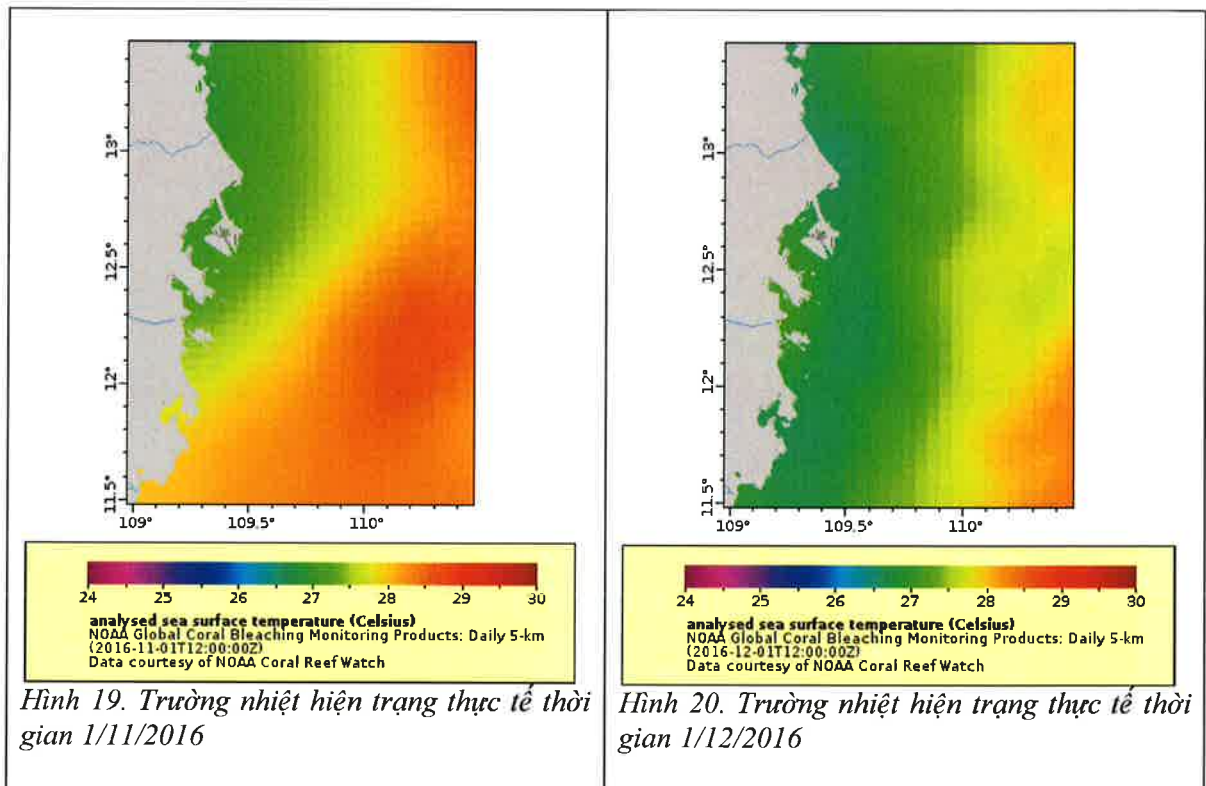 13°
12.5°
12°
11.5°
109°
109.5°
110°
24
25
26
27
28
29
30
analysed sea surface temperature (Celsius)
NOAA Global Coral Bleaching Monitoring Products: Daily 5-km
(2016-11-01T12:00:00Z)
Data courtesy of NOAA Coral Reef Watch
Hình 19. Trường nhiệt hiện trạng thực tế thời
gian 1/11/2016
13°
12.5°
12°
11.5°
109°
109.5°
110°
24
25
26
27
28
29
30
analysed sea surface temperature (Celsius)
NOAA Global Coral Bleaching Monitoring Products: Daily 5-km
(2016-12-01T12:00:00Z)
Data courtesy of NOAA Coral Reef Watch
Hình 20. Trường nhiệt hiện trạng thực tế thời
gian 1/12/2016